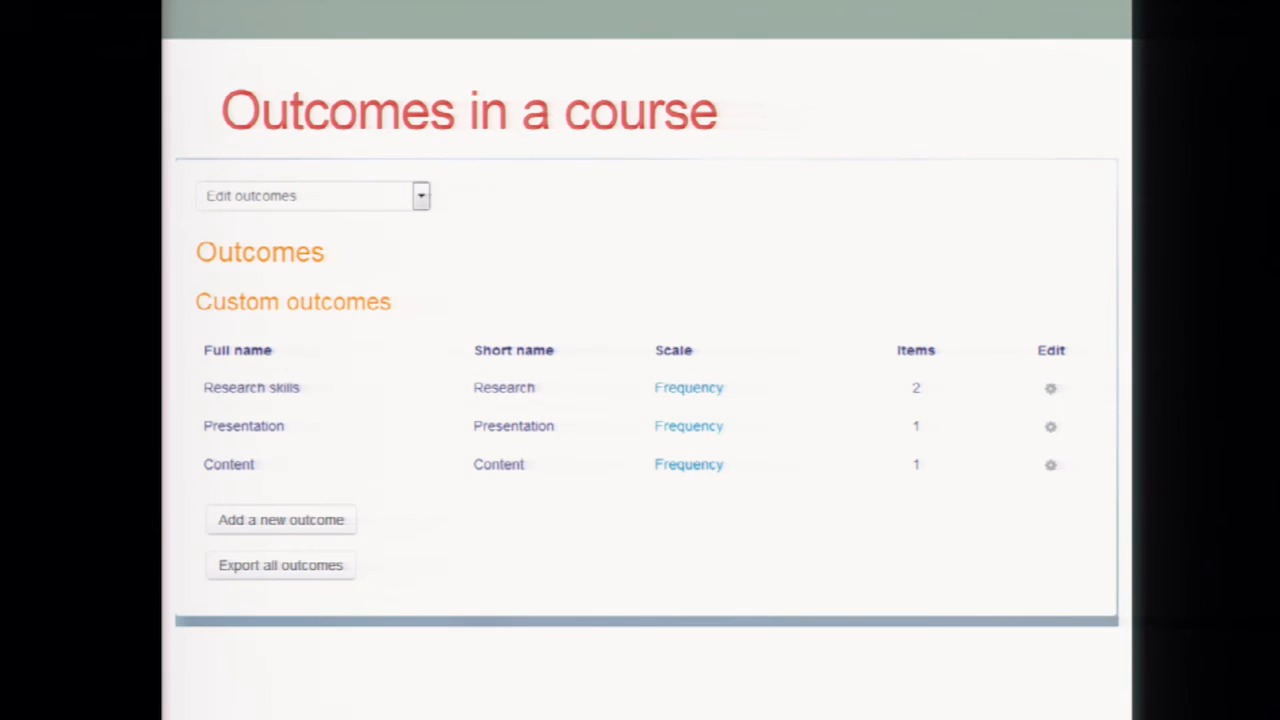 Outcomes in a course
Edit outcomes
Outcomes
Custom outcomes
Full name Short name Scale Items Edit
Research skills Research Frequency 2
Presentation Presentation Frequency 1
Content Content Frequency 1
Add a new outcome
Export all outcomes